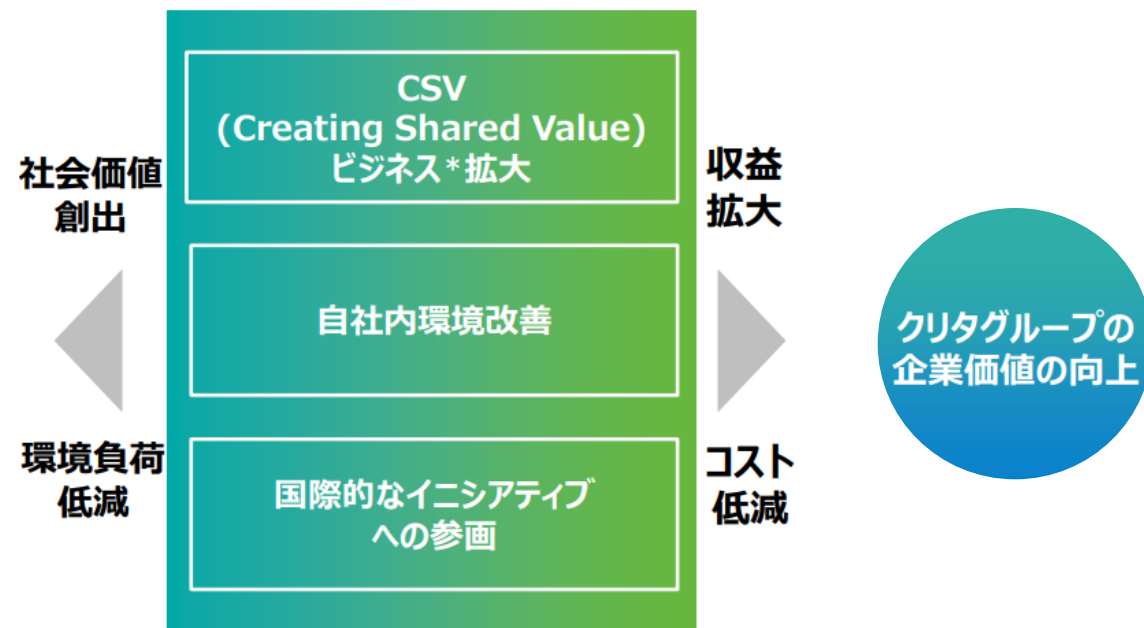 社会価値
創出
環境負荷
低減
CSV
(Creating Shared Value)
ビジネス*拡大
自社内環境改善
国際的なイニシアティブ
への参画
収益
拡大
コスト
低減
クリタグループの
企業価値の向上